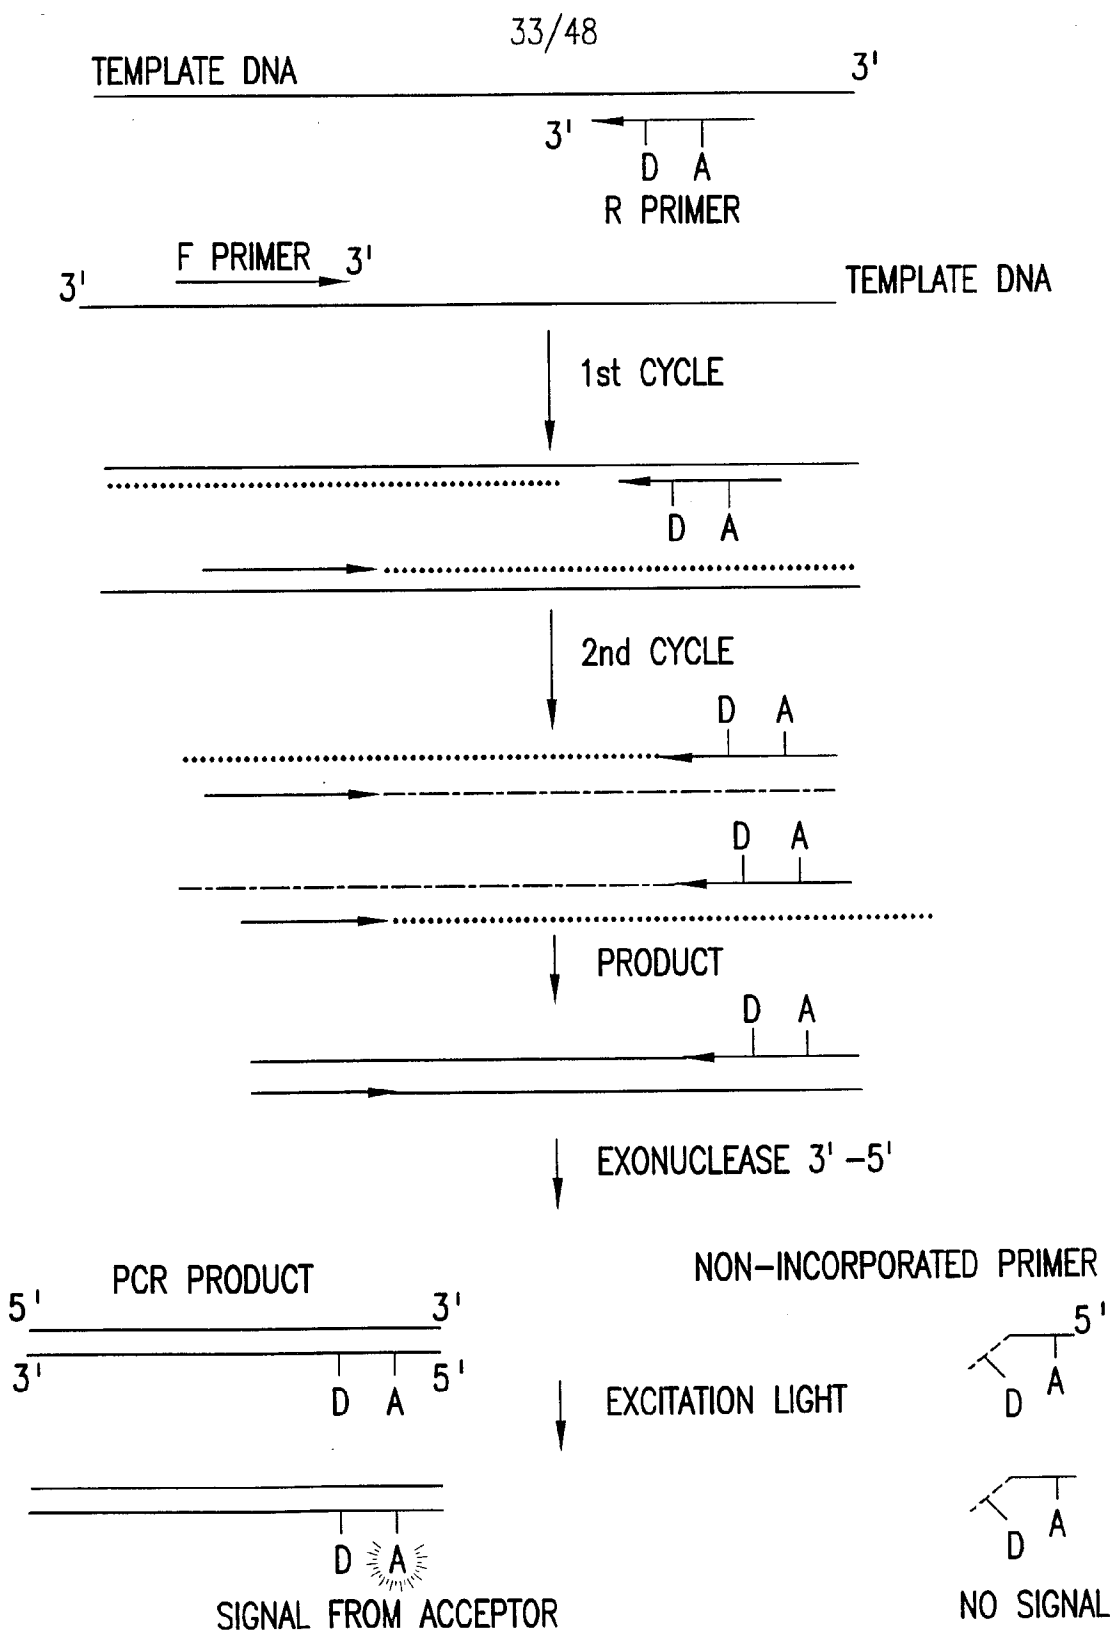 33/48
TEMPLATE DNA
3'
3'
D A
R PRIMER
F PRIMER 3'
3'
TEMPLATE DNA
1st CYCLE
D A
2nd CYCLE
D A
D A
PRODUCT
D A
EXONUCLEASE 3'-5'
NON-INCORPORATED PRIMER
PCR PRODUCT
5' 3'
5'
3' 5'
D A
D A
EXCITATION LIGHT
D A
D A
SIGNAL FROM ACCEPTOR
NO SIGNAL